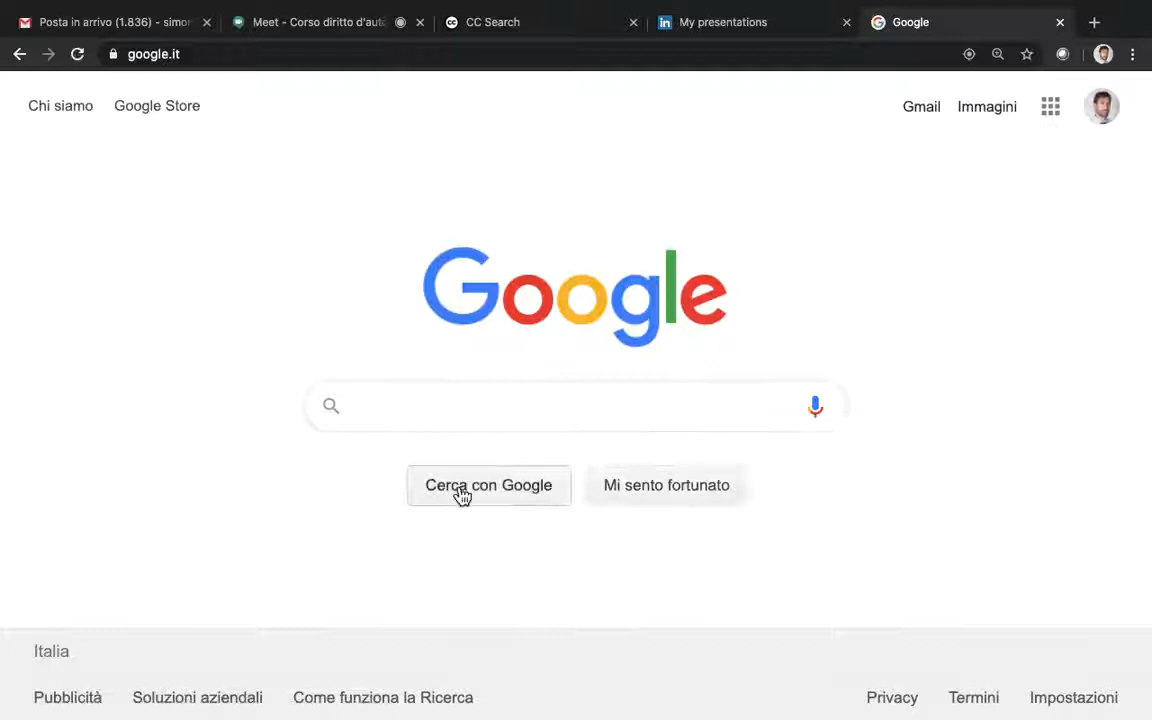 Posta in arrivo (1.836) - simor
Meet - Corso diritto d'auto
CC Search
My presentations
Google
google.it
Chi siamo
Google Store
Gmail
Immagini
Google
Cerca con Google
Mi sento fortunato
Italia
Pubblicità
Soluzioni aziendali
Come funziona la Ricerca
Privacy
Termini
Impostazioni